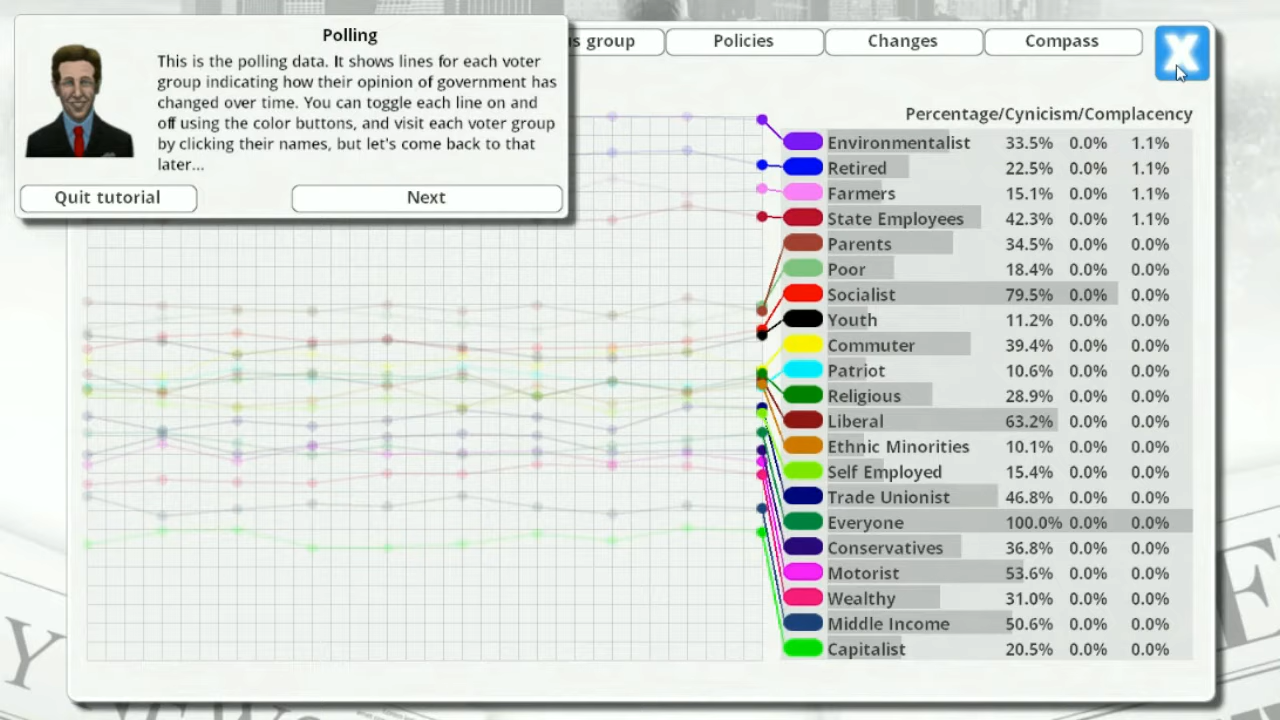 Polling
This is the polling data. It shows lines for each voter
group indicating how their opinion of government has
changed over time. You can toggle each line on and
off using the color buttons, and visit each voter group
by clicking their names, but let's come back to that
later...
Quit tutorial
Next
us group
Policies
Changes
Compass
X
Percentage/Cynicism/Complacency
Environmentalist 33.5% 0.0% 1.1%
Retired 22.5% 0.0% 1.1%
Farmers 15.1% 0.0% 1.1%
State Employees 42.3% 0.0% 1.1%
Parents 34.5% 0.0% 0.0%
Poor 18.4% 0.0% 0.0%
Socialist 79.5% 0.0% 0.0%
Youth 11.2% 0.0% 0.0%
Commuter 39.4% 0.0% 0.0%
Patriot 10.6% 0.0% 0.0%
Religious 28.9% 0.0% 0.0%
Liberal 63.2% 0.0% 0.0%
Ethnic Minorities 10.1% 0.0% 0.0%
Self Employed 15.4% 0.0% 0.0%
Trade Unionist 46.8% 0.0% 0.0%
Everyone 100.0% 0.0% 0.0%
Conservatives 36.8% 0.0% 0.0%
Motorist 53.6% 0.0% 0.0%
Wealthy 31.0% 0.0% 0.0%
Middle Income 50.6% 0.0% 0.0%
Capitalist 20.5% 0.0% 0.0%